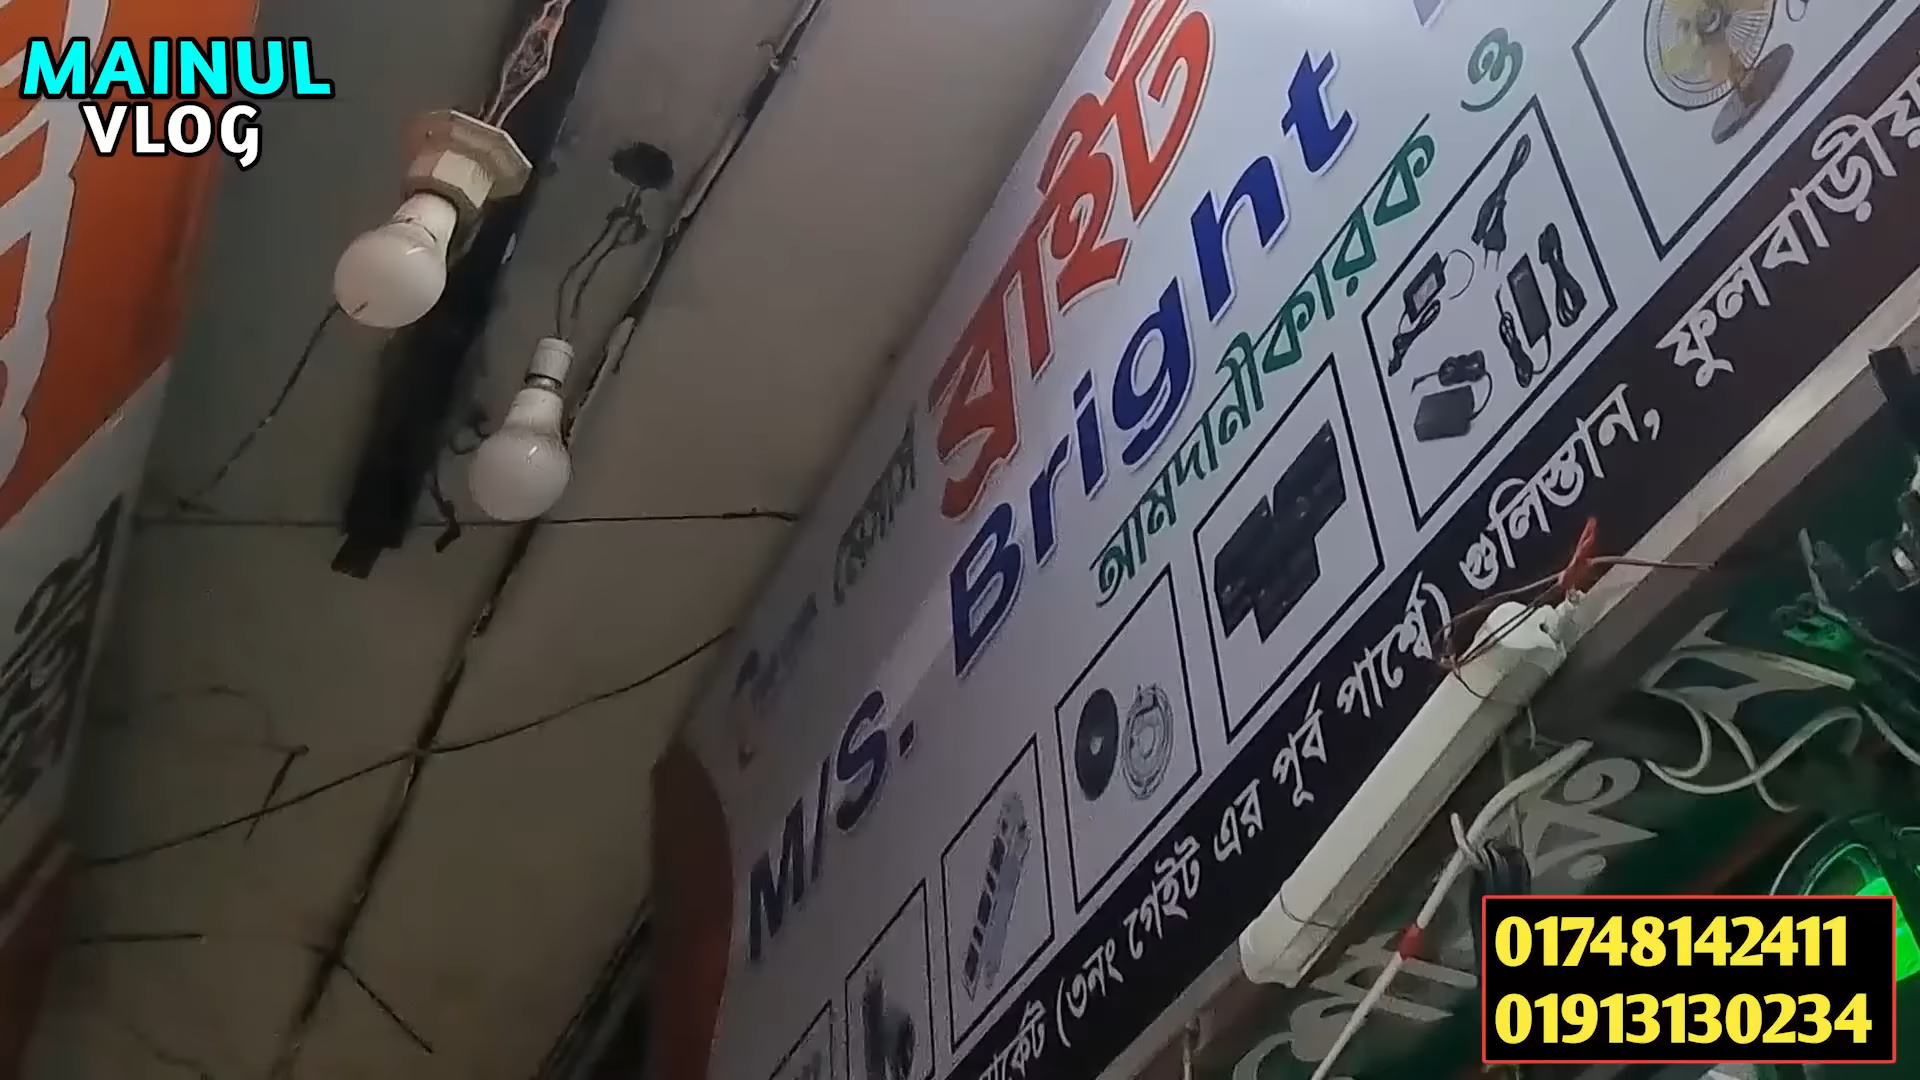 MAINUL
VLOG
ব্রাইট
M/S. Bright
আমদানীকারক ও
(৩নং গেইট এর পূর্ব পার্শ্বে) গুলিস্তান, ফুলবাড়ীয়
01748142411
01913130234